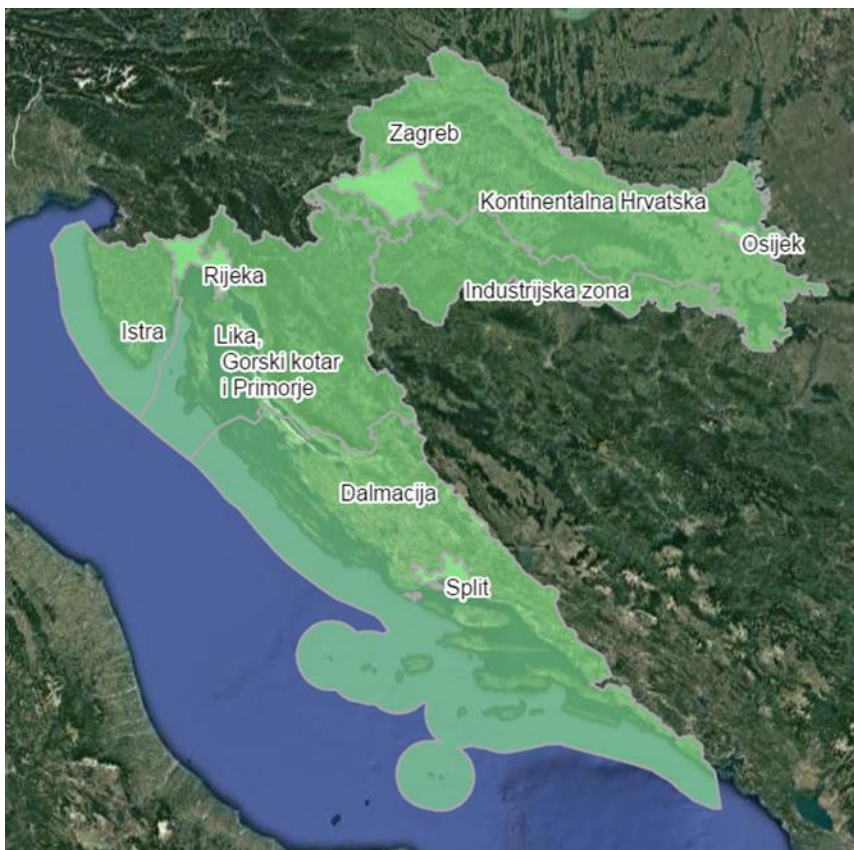 Zagreb
Kontinentalna Hrvatska
Osijek
Rijeka
Industrijska zona
Istra
Lika,
Gorski kotar
i Primorje
Dalmacija
Split